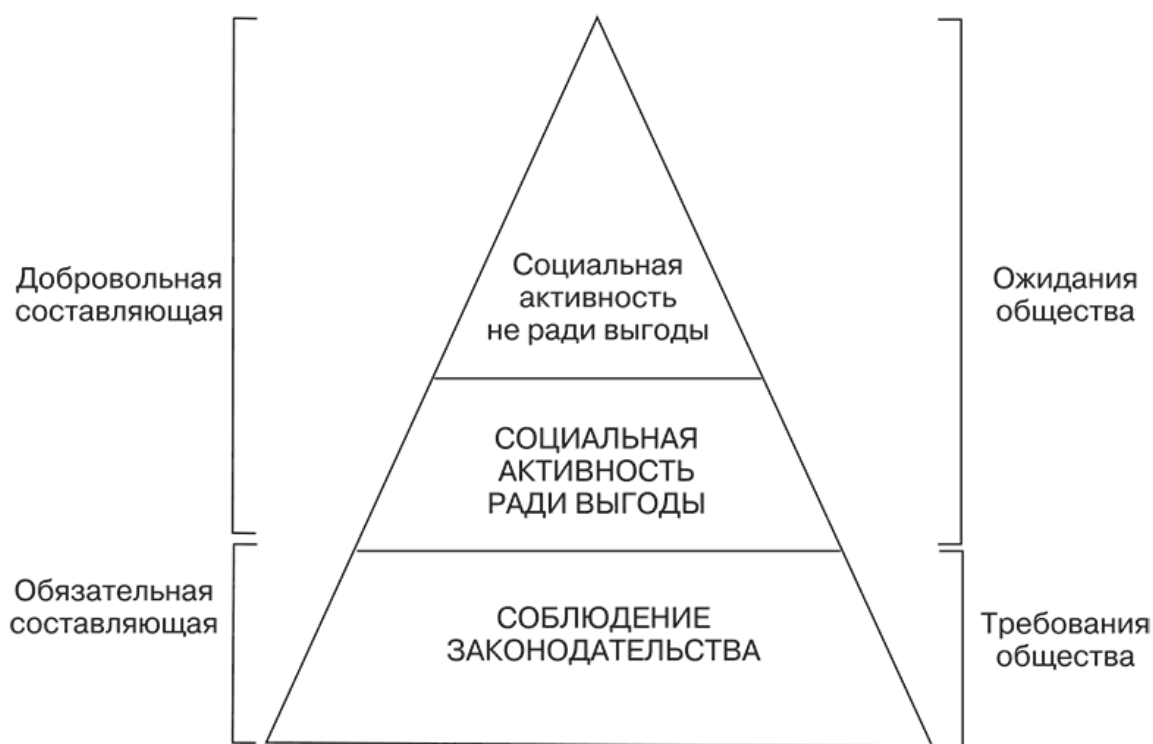 Добровольная
составляющая
Социальная
активность
не ради выгоды
Ожидания
общества
СОЦИАЛЬНАЯ
АКТИВНОСТЬ
РАДИ ВЫГОДЫ
Обязательная
составляющая
СОБЛЮДЕНИЕ
ЗАКОНОДАТЕЛЬСТВА
Требования
общества